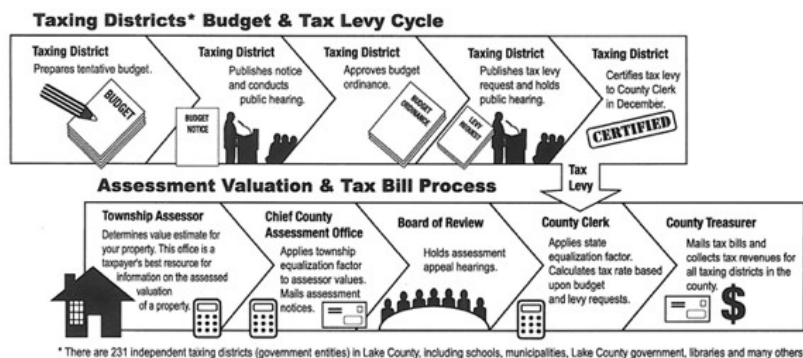 Taxing Districts* Budget & Tax Levy Cycle
Taxing District
Prepares tentative budget.
BUDGET
Taxing District
Publishes notice
and conducts
public hearing.
BUDGET
NOTICE
Taxing District
Approves budget
ordinance.
BUDGET
ORDINANCE
Taxing District
Publishes tax levy
request and holds
public hearing.
LEVY
REQUEST
Taxing District
Certifies tax levy
to County Clerk
in December.
CERTIFIED
Tax
Levy
Assessment Valuation & Tax Bill Process
Township Assessor
Determines value estimate
for your property. This office is a
taxpayer's best resource for
information on the assessed
valuation
of a property.
Chief County
Assessment Office
Applies township
equalization factor
to assessor values.
Mails assessment
notices.
Board of Review
Holds assessment
appeal hearings.
County Clerk
Applies state
equalization factor.
Calculates tax rate based
upon budget
and levy requests.
County Treasurer
Mails tax bills and
collects tax revenues for
all taxing districts in the
county.
$
* There are 231 independent taxing districts (government entities) in Lake County, including schools, municipalities, Lake County government, libraries and many others